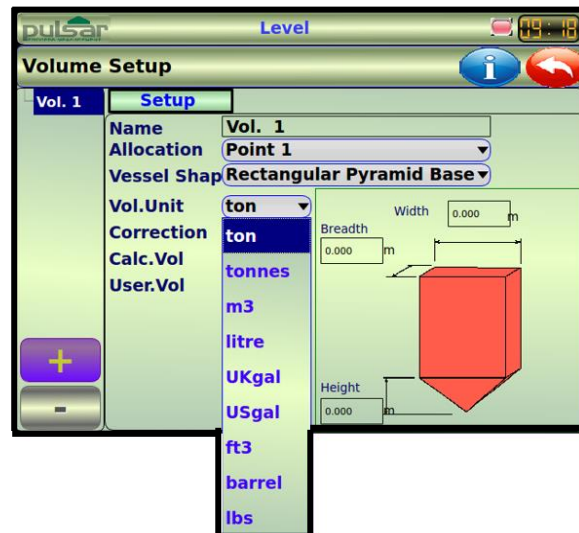 pulsar Level 09:18
Volume Setup i
Vol. 1 Setup
Name Vol. 1
Allocation Point 1
Vessel Shap Rectangular Pyramid Base
Vol.Unit ton
Correction
Calc.Vol
User.Vol
ton
tonnes
m3
litre
UKgal
USgal
ft3
barrel
lbs
Width 0.000 m
Breadth
0.000 m
Height
0.000 m
+
-